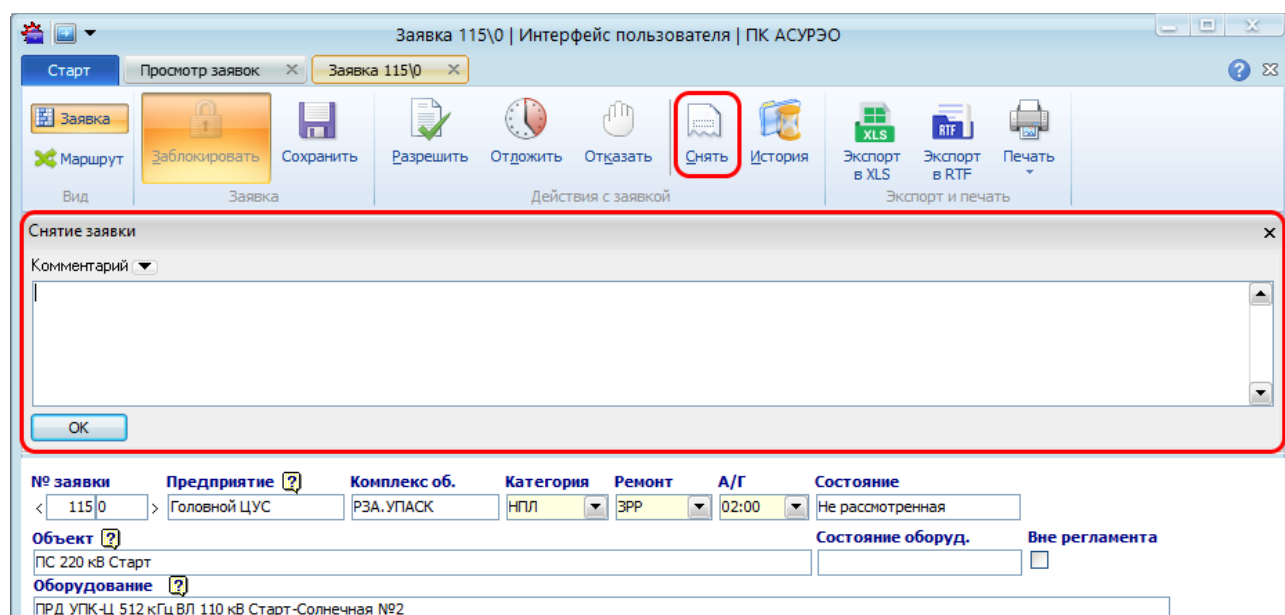 Заявка 115\0 | Интерфейс пользователя | ПК АСУРЭО
Старт Просмотр заявок Заявка 115\0
Заявка Маршрут Заблокировать Сохранить Разрешить Отложить Отказать Снять История Экспорт в XLS Экспорт в RTF Печать
Вид Заявка Действия с заявкой Экспорт и печать
Снятие заявки
Комментарий
OK
№ заявки Предприятие ? Комплекс об. Категория Ремонт А/Г Состояние
< 115 0 > Головной ЦУС РЗА.УПАСК НПЛ ЗРР 02:00 Не рассмотренная
Объект ? Состояние оборуд. Вне регламента
ПС 220 кВ Старт
Оборудование ?
ПРД УПК-Ц 512 кГц ВЛ 110 кВ Старт-Солнечная №2